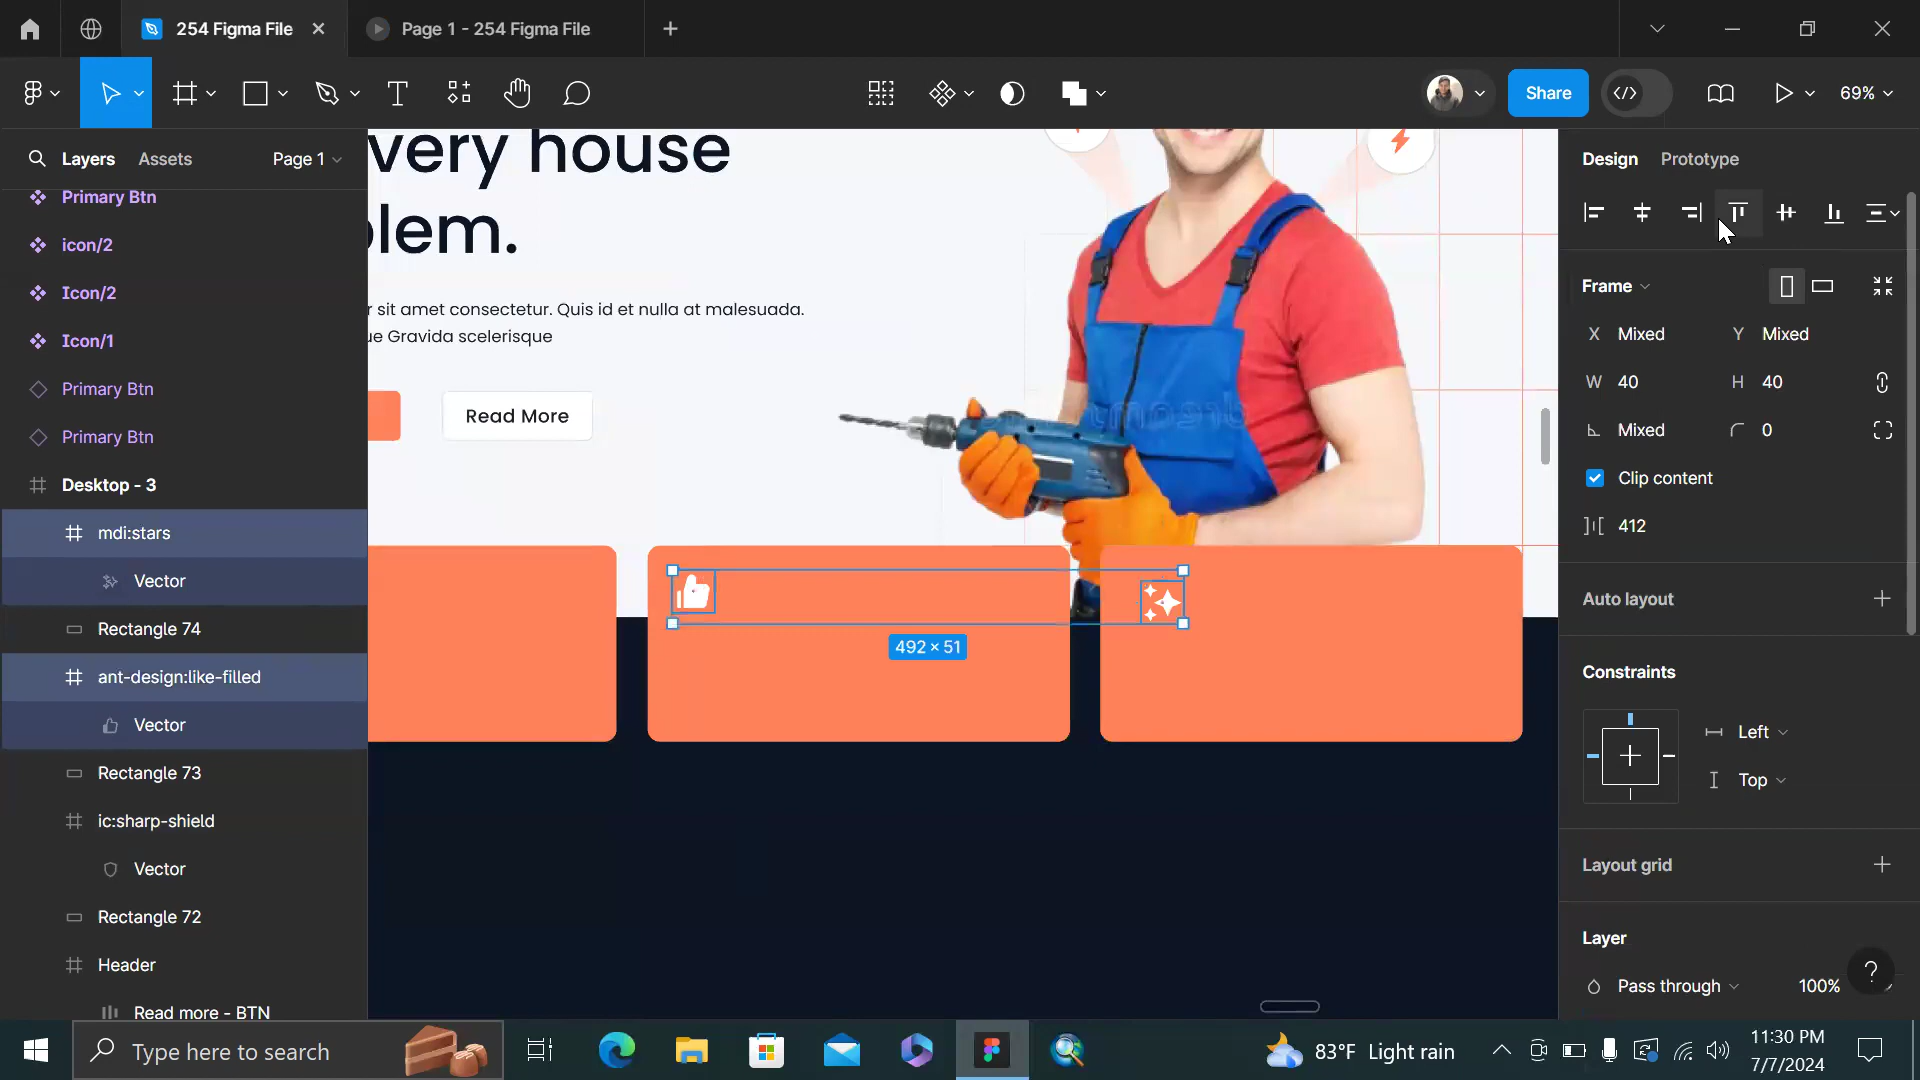 254 Figma File
Page 1 - 254 Figma File
Share
69%
Layers
Assets
Page 1
Primary Btn
icon/2
Icon/2
Icon/1
Primary Btn
Primary Btn
Desktop - 3
mdi:stars
Vector
Rectangle 74
ant-design:like-filled
Vector
Rectangle 73
ic:sharp-shield
Vector
Rectangle 72
Header
Read more - BTN
very house
olem.
r sit amet consectetur. Quis id et nulla at malesuada.
ue Gravida scelerisque
Read More
492 × 51
Design
Prototype
Frame
X Mixed
Y Mixed
W 40
H 40
Mixed
0
Clip content
412
Auto layout
Constraints
Left
Top
Layout grid
Layer
Pass through
100%
?
Type here to search
83°F Light rain
11:30 PM
7/7/2024